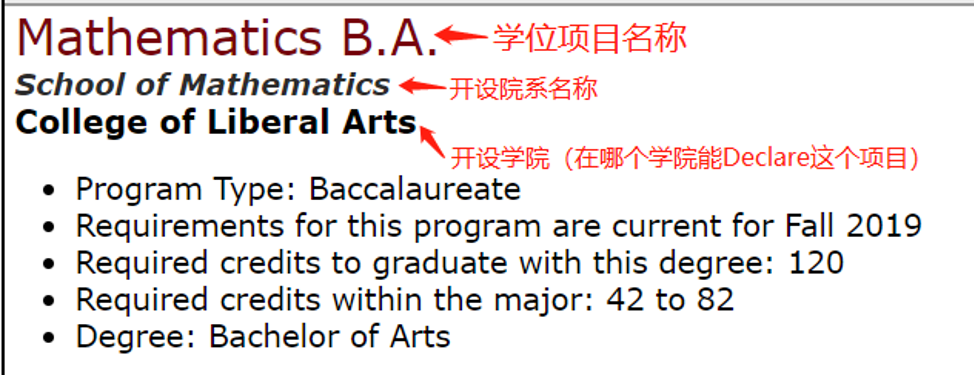 Mathematics B.A.
学位项目名称
School of Mathematics
开设院系名称
College of Liberal Arts
开设学院（在哪个学院能Declare这个项目）
• Program Type: Baccalaureate
• Requirements for this program are current for Fall 2019
• Required credits to graduate with this degree: 120
• Required credits within the major: 42 to 82
• Degree: Bachelor of Arts